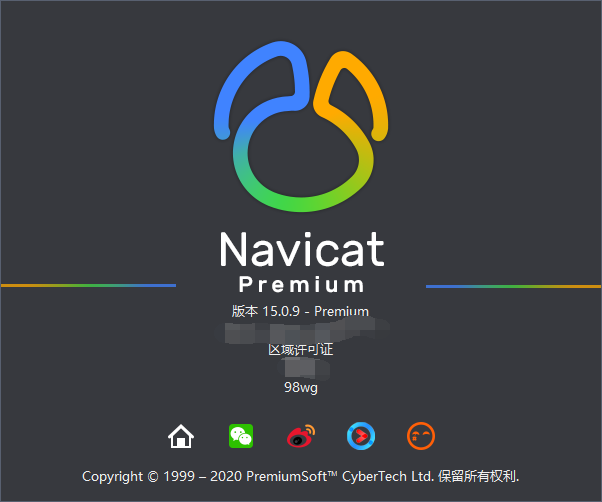 Navicat
Premium
版本 15.0.9 - Premium
区域许可证
98wg
Copyright © 1999 – 2020 PremiumSoft™ CyberTech Ltd. 保留所有权利.